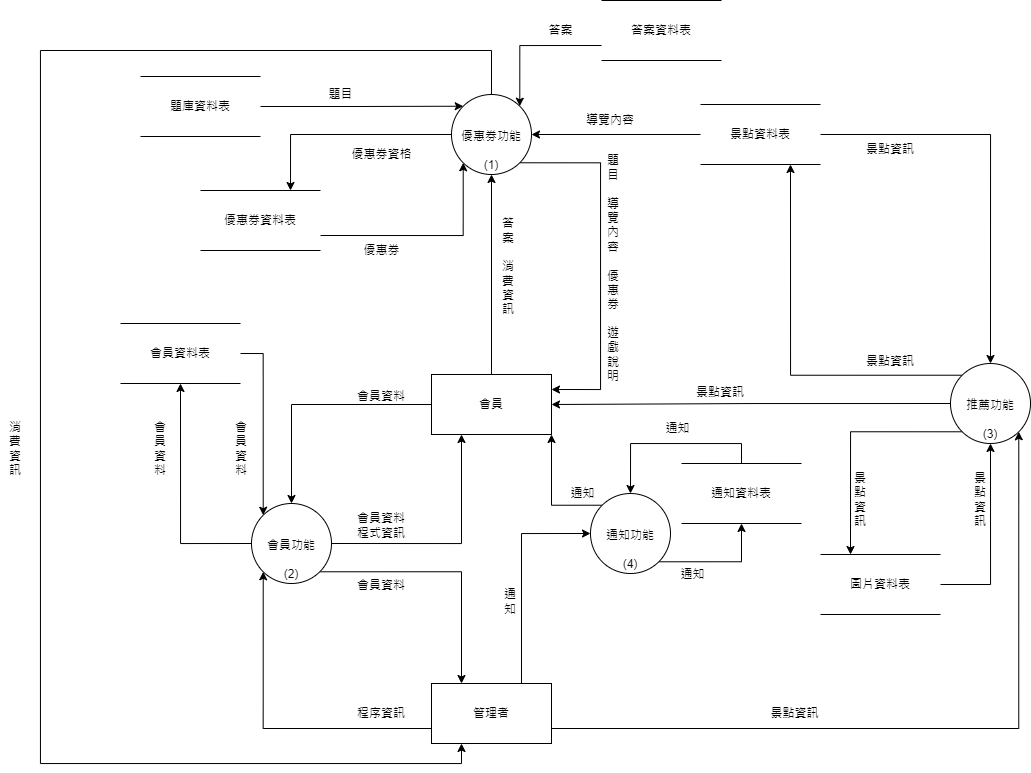 答案
答案資料表
題庫資料表
題目
優惠券功能
(1)
導覽內容
景點資料表
景點資訊
優惠券資格
優惠券資料表
優惠券
答案 消費資訊
題目 導覽內容 優惠券 遊戲說明
會員資料表
會員資料
會員
景點資訊
景點資訊
推薦功能
(3)
消費資訊
會員資料
會員資料
通知
通知
通知資料表
景點資訊
景點資訊
會員功能
(2)
會員資料
程式資訊
會員資料
通知功能
(4)
通知
圖片資料表
通知
程序資訊
管理者
景點資訊